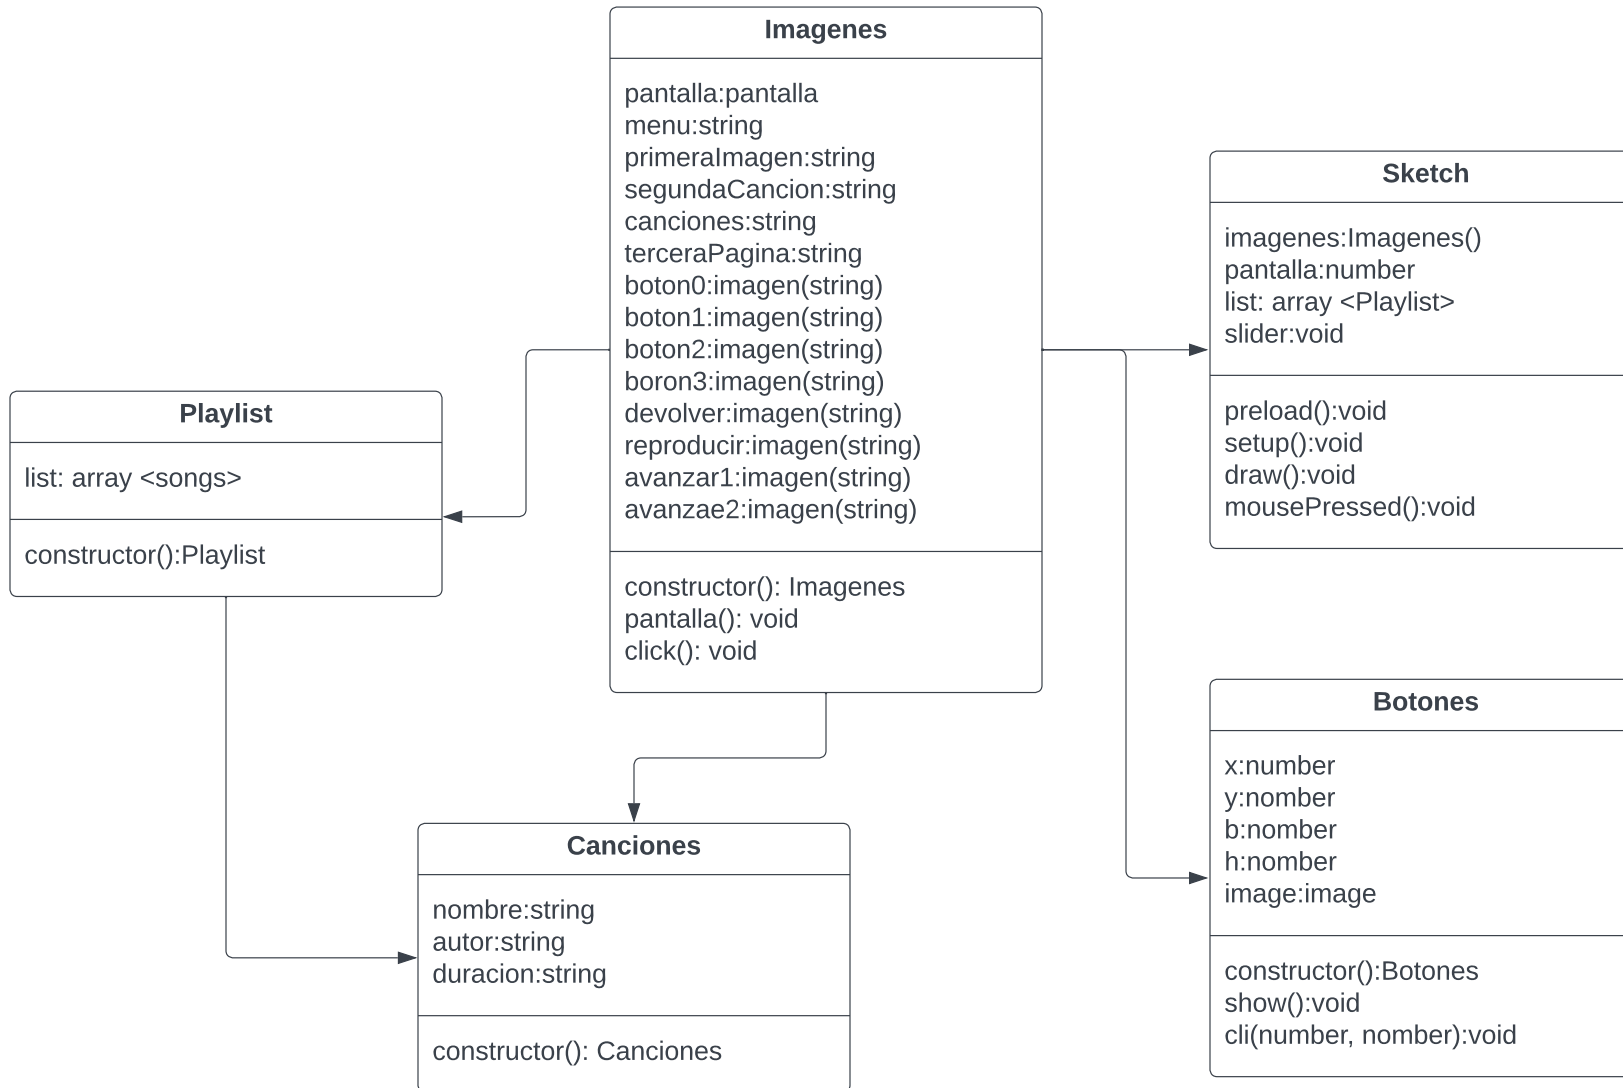 Imagenes
pantalla:pantalla
menu:string
primeraImagen:string
segundaCancion:string
canciones:string
terceraPagina:string
boton0:imagen(string)
boton1:imagen(string)
boton2:imagen(string)
boron3:imagen(string)
devolver:imagen(string)
reproducir:imagen(string)
avanzar1:imagen(string)
avanzae2:imagen(string)
constructor(): Imagenes
pantalla(): void
click(): void
Sketch
imagenes:Imagenes()
pantalla:number
list: array <Playlist>
slider:void
preload():void
setup():void
draw():void
mousePressed():void
Playlist
list: array <songs>
constructor():Playlist
Botones
x:number
y:nomber
b:nomber
h:nomber
image:image
constructor():Botones
show():void
cli(number, nomber):void
Canciones
nombre:string
autor:string
duracion:string
constructor(): Canciones